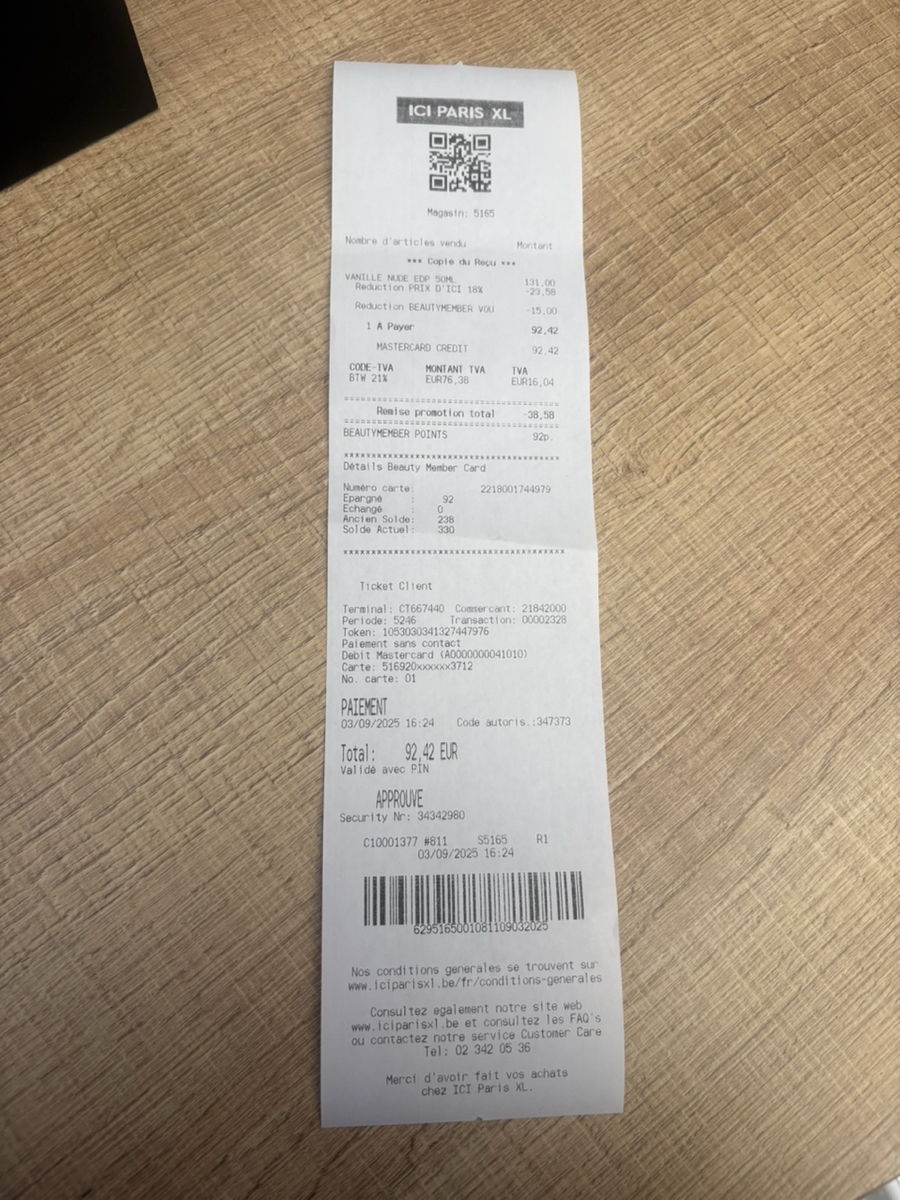 ICI PARIS XL
Magasin: 5165
Nombre d'articles vendu Montant
*** Copie du Reçu ***
VANILLE NUDE EDP 50ML 131,00
Reduction PRIX D'ICI 18% -23,58
Reduction BEAUTYMEMBER VOU -15,00
1 A Payer 92,42
MASTERCARD CREDIT 92,42
CODE-TVA MONTANT TVA TVA
BTW 21% EUR76,38 EUR16,04
========================================
Remise promotion total -38,58
========================================
BEAUTYMEMBER POINTS 92p.
****************************************
Détails Beauty Member Card
Numéro carte: 2218001744979
Epargné : 92
Echangé : 0
Ancien Solde: 238
Solde Actuel: 330
****************************************
Ticket Client
Terminal: CT667440 Commercant: 21842000
Periode: 5246 Transaction: 00002328
Token: 1053030341327447976
Paiement sans contact
Debit Mastercard (A0000000041010)
Carte: 516920xxxxxx3712
No. carte: 01
PAIEMENT
03/09/2025 16:24 Code autoris.:347373
Total: 92,42 EUR
Validé avec PIN
APPROUVE
Security Nr: 34342980
C10001377 #811 S5165 R1
03/09/2025 16:24
6295165001081109032025
Nos conditions generales se trouvent sur
www.iciparisxl.be/fr/conditions-generales
Consultez egalement notre site web
www.iciparisxl.be et consultez les FAQ's
ou contactez notre service Customer Care
Tel: 02 342 05 36
Merci d'avoir fait vos achats
chez ICI Paris XL.